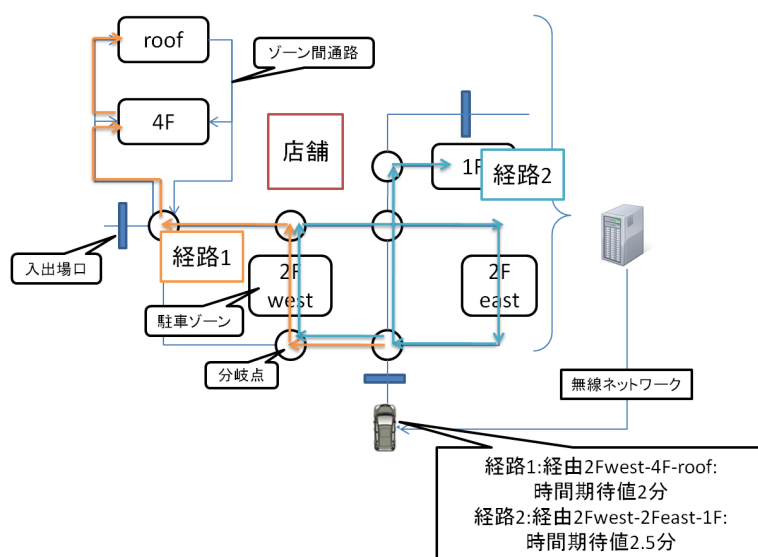 roof
ゾーン間通路
4F
店舗
1F
経路2
入出場口
経路1
2F
west
2F
east
駐車ゾーン
分岐点
無線ネットワーク
経路1:経由2Fwest-4F-roof:
時間期待値2分
経路2:経由2Fwest-2Feast-1F:
時間期待値2.5分